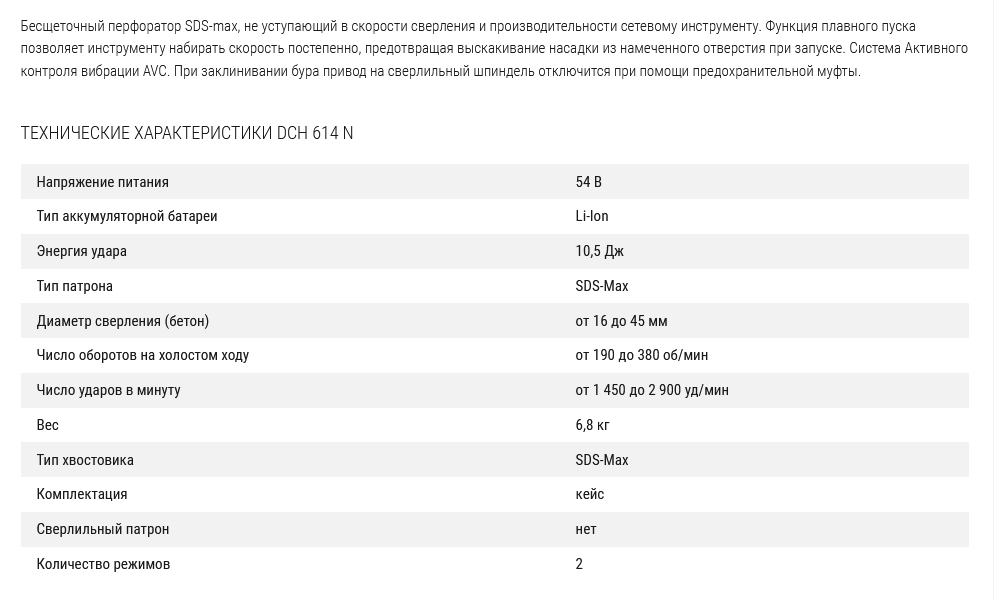 Бесщеточный перфоратор SDS-max, не уступающий в скорости сверления и производительности сетевому инструменту. Функция плавного пуска
позволяет инструменту набирать скорость постепенно, предотвращая выскакивание насадки из намеченного отверстия при запуске. Система Активного
контроля вибрации AVC. При заклинивании бура привод на сверлильный шпиндель отключится при помощи предохранительной муфты.
ТЕХНИЧЕСКИЕ ХАРАКТЕРИСТИКИ DCH 614 N
Напряжение питания 54 В
Тип аккумуляторной батареи Li-Ion
Энергия удара 10,5 Дж
Тип патрона SDS-Max
Диаметр сверления (бетон) от 16 до 45 мм
Число оборотов на холостом ходу от 190 до 380 об/мин
Число ударов в минуту от 1 450 до 2 900 уд/мин
Вес 6,8 кг
Тип хвостовика SDS-Max
Комплектация кейс
Сверлильный патрон нет
Количество режимов 2